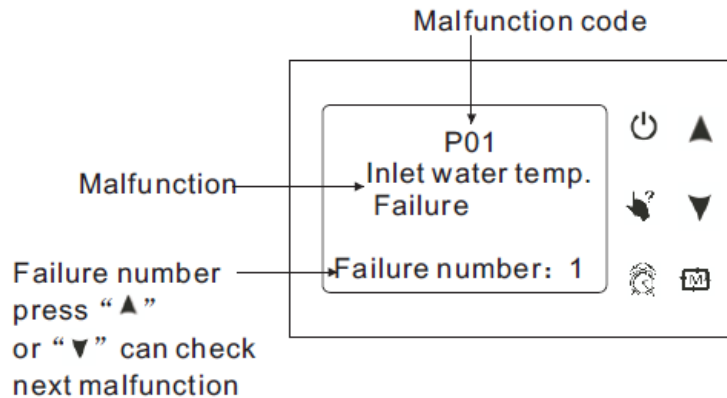 Malfunction code
P01
Inlet water temp.
Failure
Malfunction
Failure number: 1
Failure number
press “▲”
or “▼” can check
next malfunction
M
?